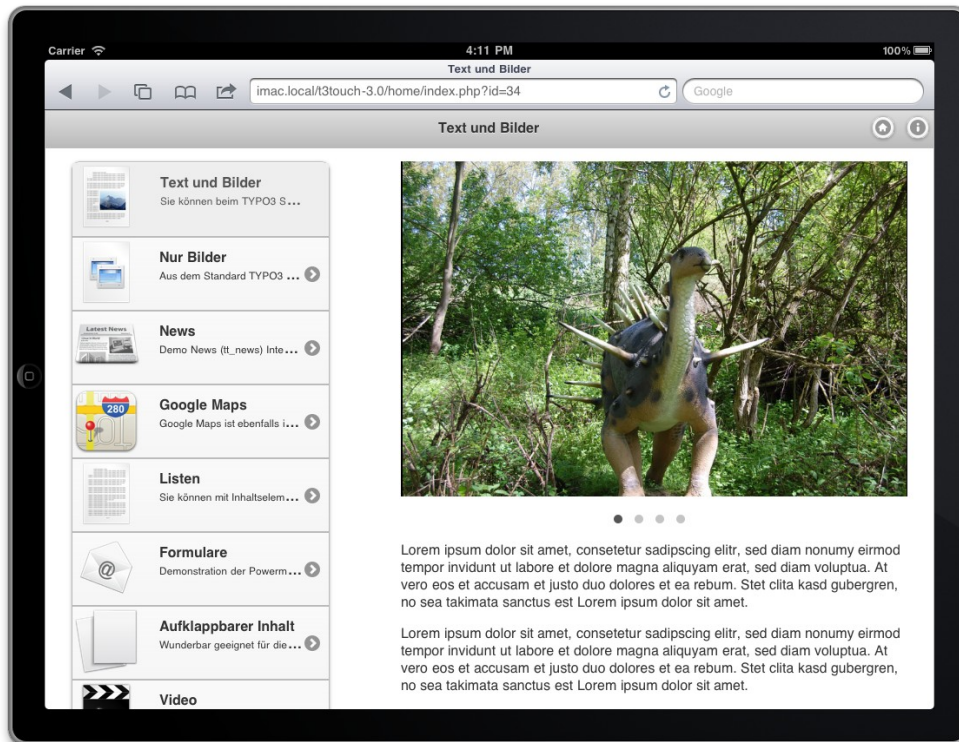 Carrier
4:11 PM
100%
Text und Bilder
imac.local/t3touch-3.0/home/index.php?id=34
Google
Text und Bilder
Text und Bilder
Sie können beim TYPO3 S...
Nur Bilder
Aus dem Standard TYPO3 ...
Latest News
News
Demo News (tt_news) Inte...
280
Google Maps
Google Maps ist ebenfalls i...
Listen
Sie können mit Inhaltselem...
@
Formulare
Demonstration der Powerm...
Aufklappbarer Inhalt
Wunderbar geeignet für die...
Video
Lorem ipsum dolor sit amet, consetetur sadipscing elitr, sed diam nonumy eirmod
tempor invidunt ut labore et dolore magna aliquyam erat, sed diam voluptua. At
vero eos et accusam et justo duo dolores et ea rebum. Stet clita kasd gubergren,
no sea takimata sanctus est Lorem ipsum dolor sit amet.
Lorem ipsum dolor sit amet, consetetur sadipscing elitr, sed diam nonumy eirmod
tempor invidunt ut labore et dolore magna aliquyam erat, sed diam voluptua. At
vero eos et accusam et justo duo dolores et ea rebum. Stet clita kasd gubergren,
no sea takimata sanctus est Lorem ipsum dolor sit amet.